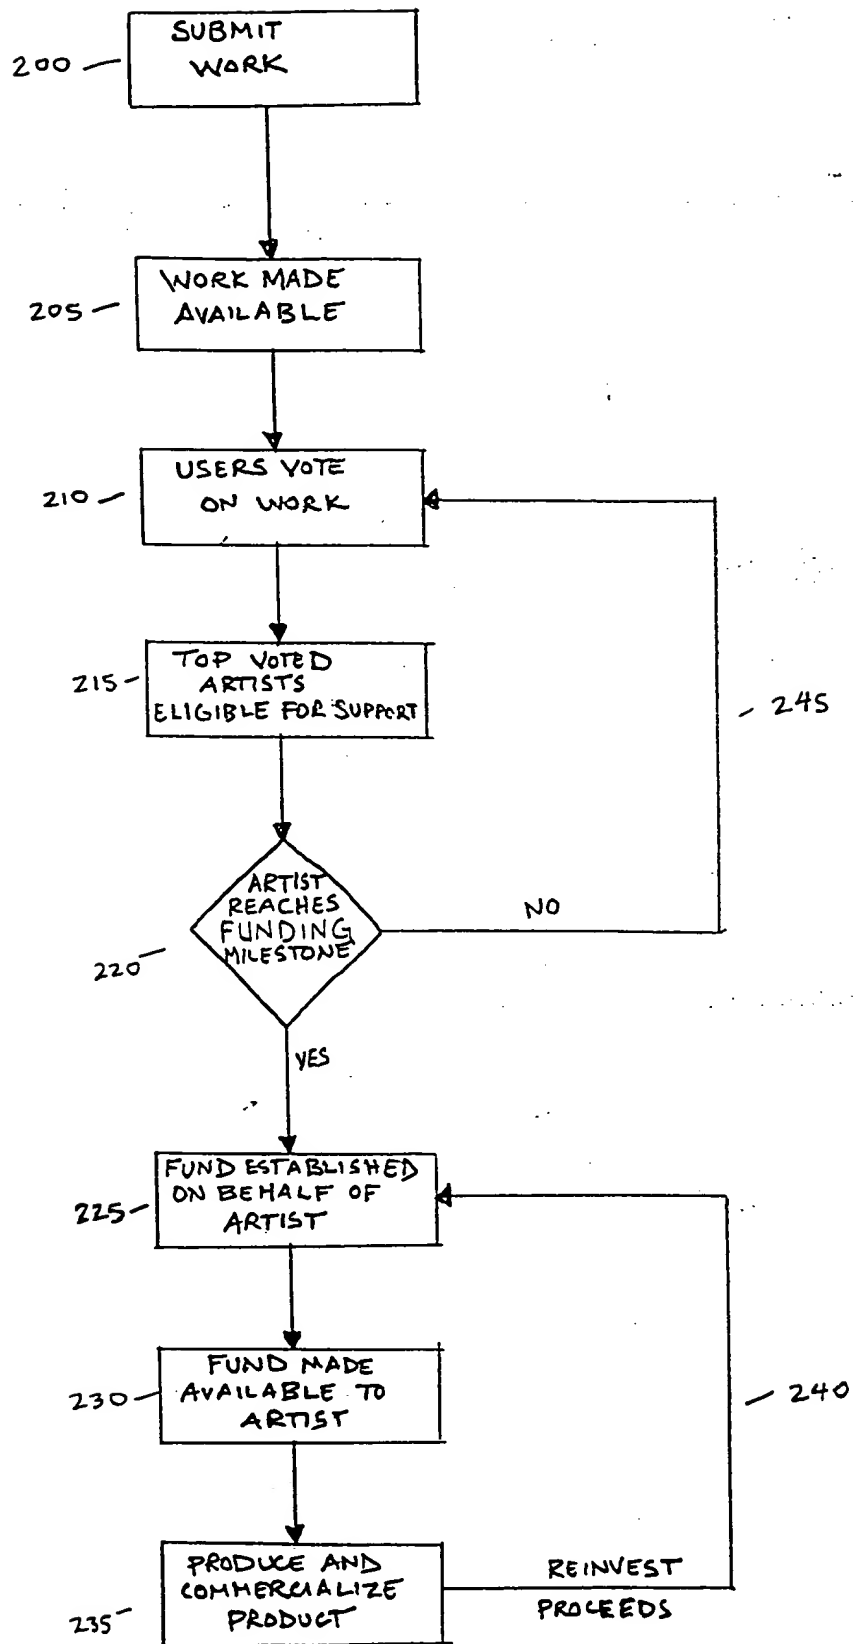 SUBMIT
WORK
200
WORK MADE
AVAILABLE
205
USERS VOTE
ON WORK
210
TOP VOTED
ARTISTS
ELIGIBLE FOR SUPPORT
215
245
ARTIST
REACHES
FUNDING
MILESTONE
220
NO
YES
FUND ESTABLISHED
ON BEHALF OF
ARTIST
225
FUND MADE
AVAILABLE TO
ARTIST
230
240
PRODUCE AND
COMMERCIALIZE
PRODUCT
235
REINVEST
PROCEEDS